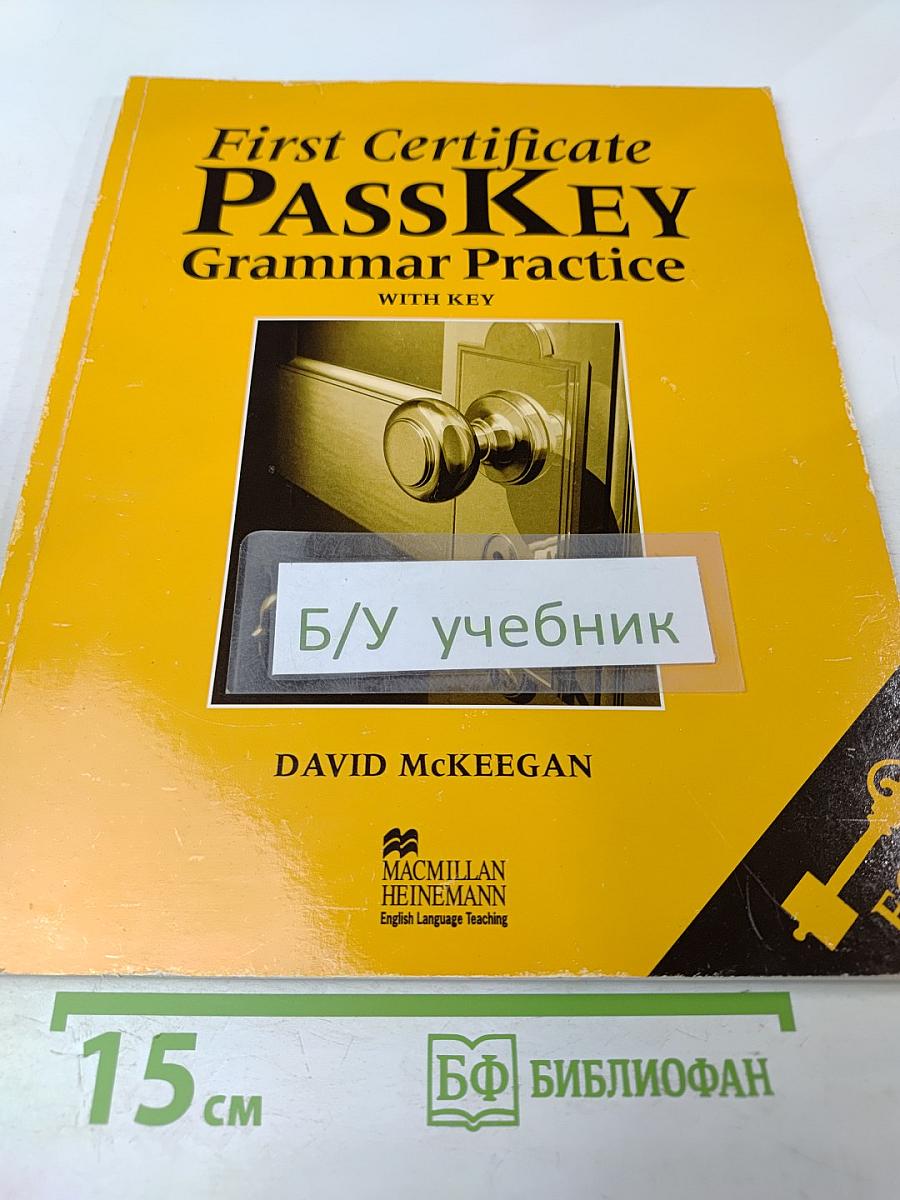 First Certificate
PASSKEY
Grammar Practice
WITH KEY
Б/У учебник
DAVID McKEEGAN
MACMILLAN
HEINEMANN
English Language Teaching
15 см
БФ БИБЛИОФАН